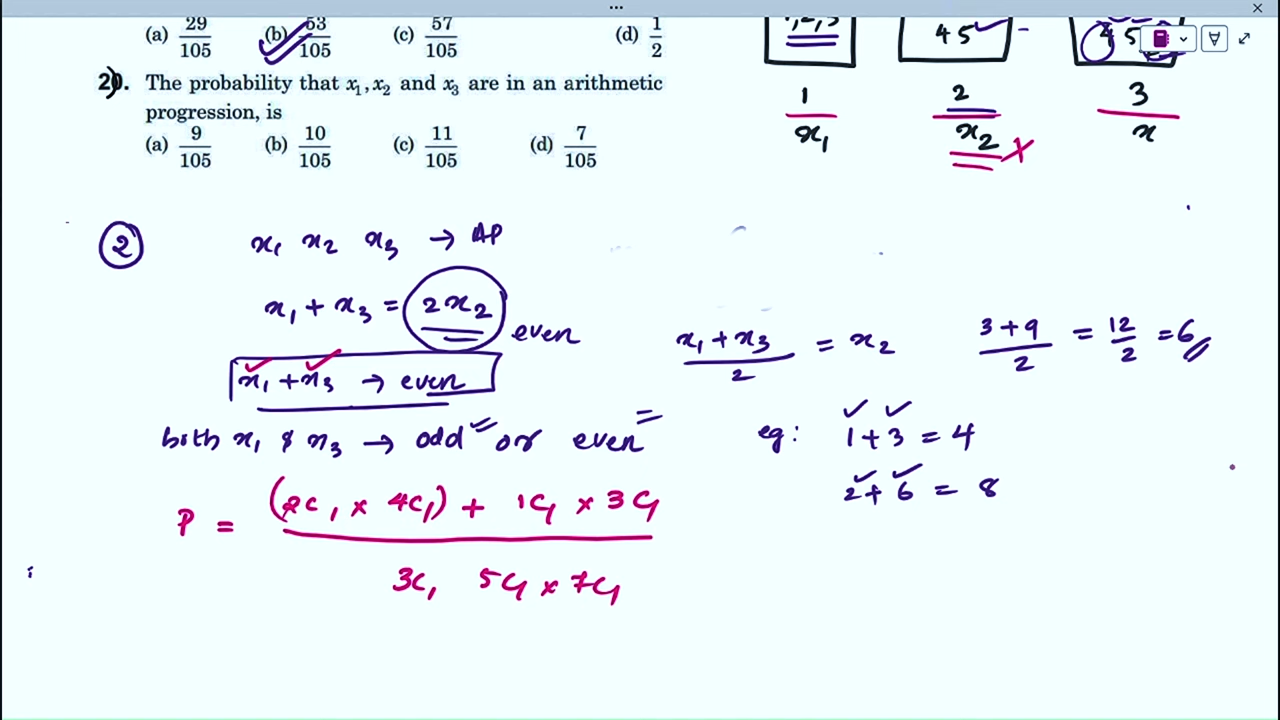 (a) 29/105 (b) 53/105 (c) 57/105 (d) 1/2
20. The probability that x₁, x₂ and x₃ are in an arithmetic
progression, is
(a) 9/105 (b) 10/105 (c) 11/105 (d) 7/105
4 5
4 5
1/x₁ 2/x₂ 3/x
② x₁ x₂ x₃ → AP
x₁ + x₃ = 2x₂ even
x₁ + x₃ → even
both x₁ & x₃ → odd or even
(x₁ + x₃)/2 = x₂
(3 + 9)/2 = 12/2 = 6
eg: 1 + 3 = 4
2 + 6 = 8
P = ((2C₁ × 4C₁) + 1C₁ × 3C₁)/(3C₁ 5C₁ × 7C₁)